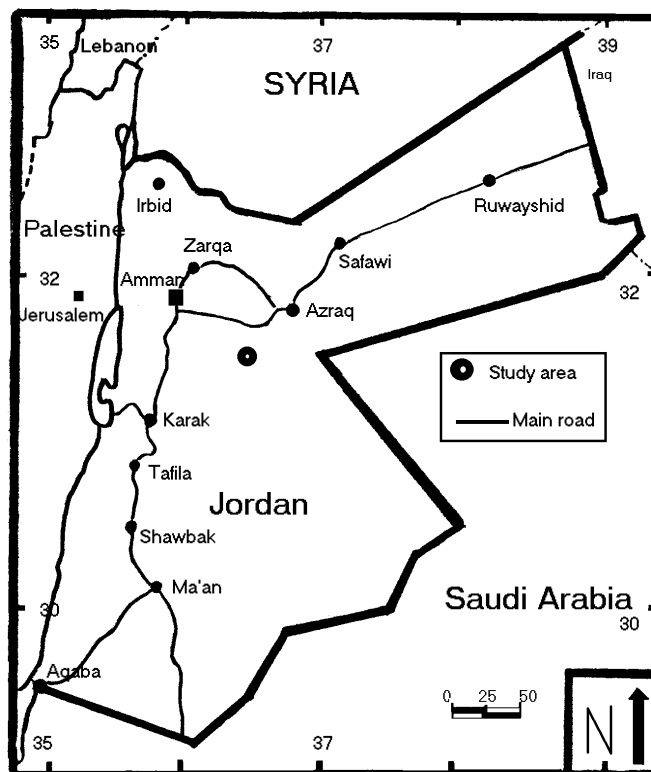 35
37
39
Lebanon
SYRIA
Iraq
Irbid
Ruwayshid
Palestine
Zarqa
Safawi
32
Amman
32
Jerusalem
Azraq
Study area
Main road
Karak
Tafila
Jordan
Shawbak
Ma'an
Saudi Arabia
30
30
Aqaba
0 25 50
N
35
37